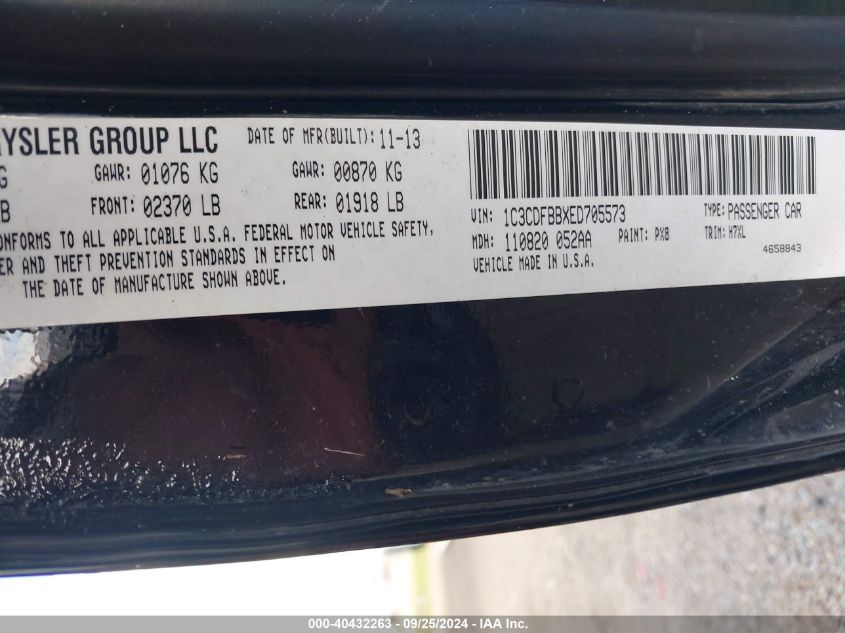 YSLER GROUP LLC
DATE OF MFR(BUILT): 11-13
G GAWR: 01076 KG GAWR: 00870 KG
B FRONT: 02370 LB REAR: 01918 LB
ONFORMS TO ALL APPLICABLE U.S.A. FEDERAL MOTOR VEHICLE SAFETY,
ER AND THEFT PREVENTION STANDARDS IN EFFECT ON
THE DATE OF MANUFACTURE SHOWN ABOVE.
VIN: 1C3CDFBBXED705573 TYPE: PASSENGER CAR
MDH: 110820 052AA PAINT: PX8 TRIM: H7XL
VEHICLE MADE IN U.S.A. 4658843
000-40432263 - 09/25/2024 - IAA Inc.